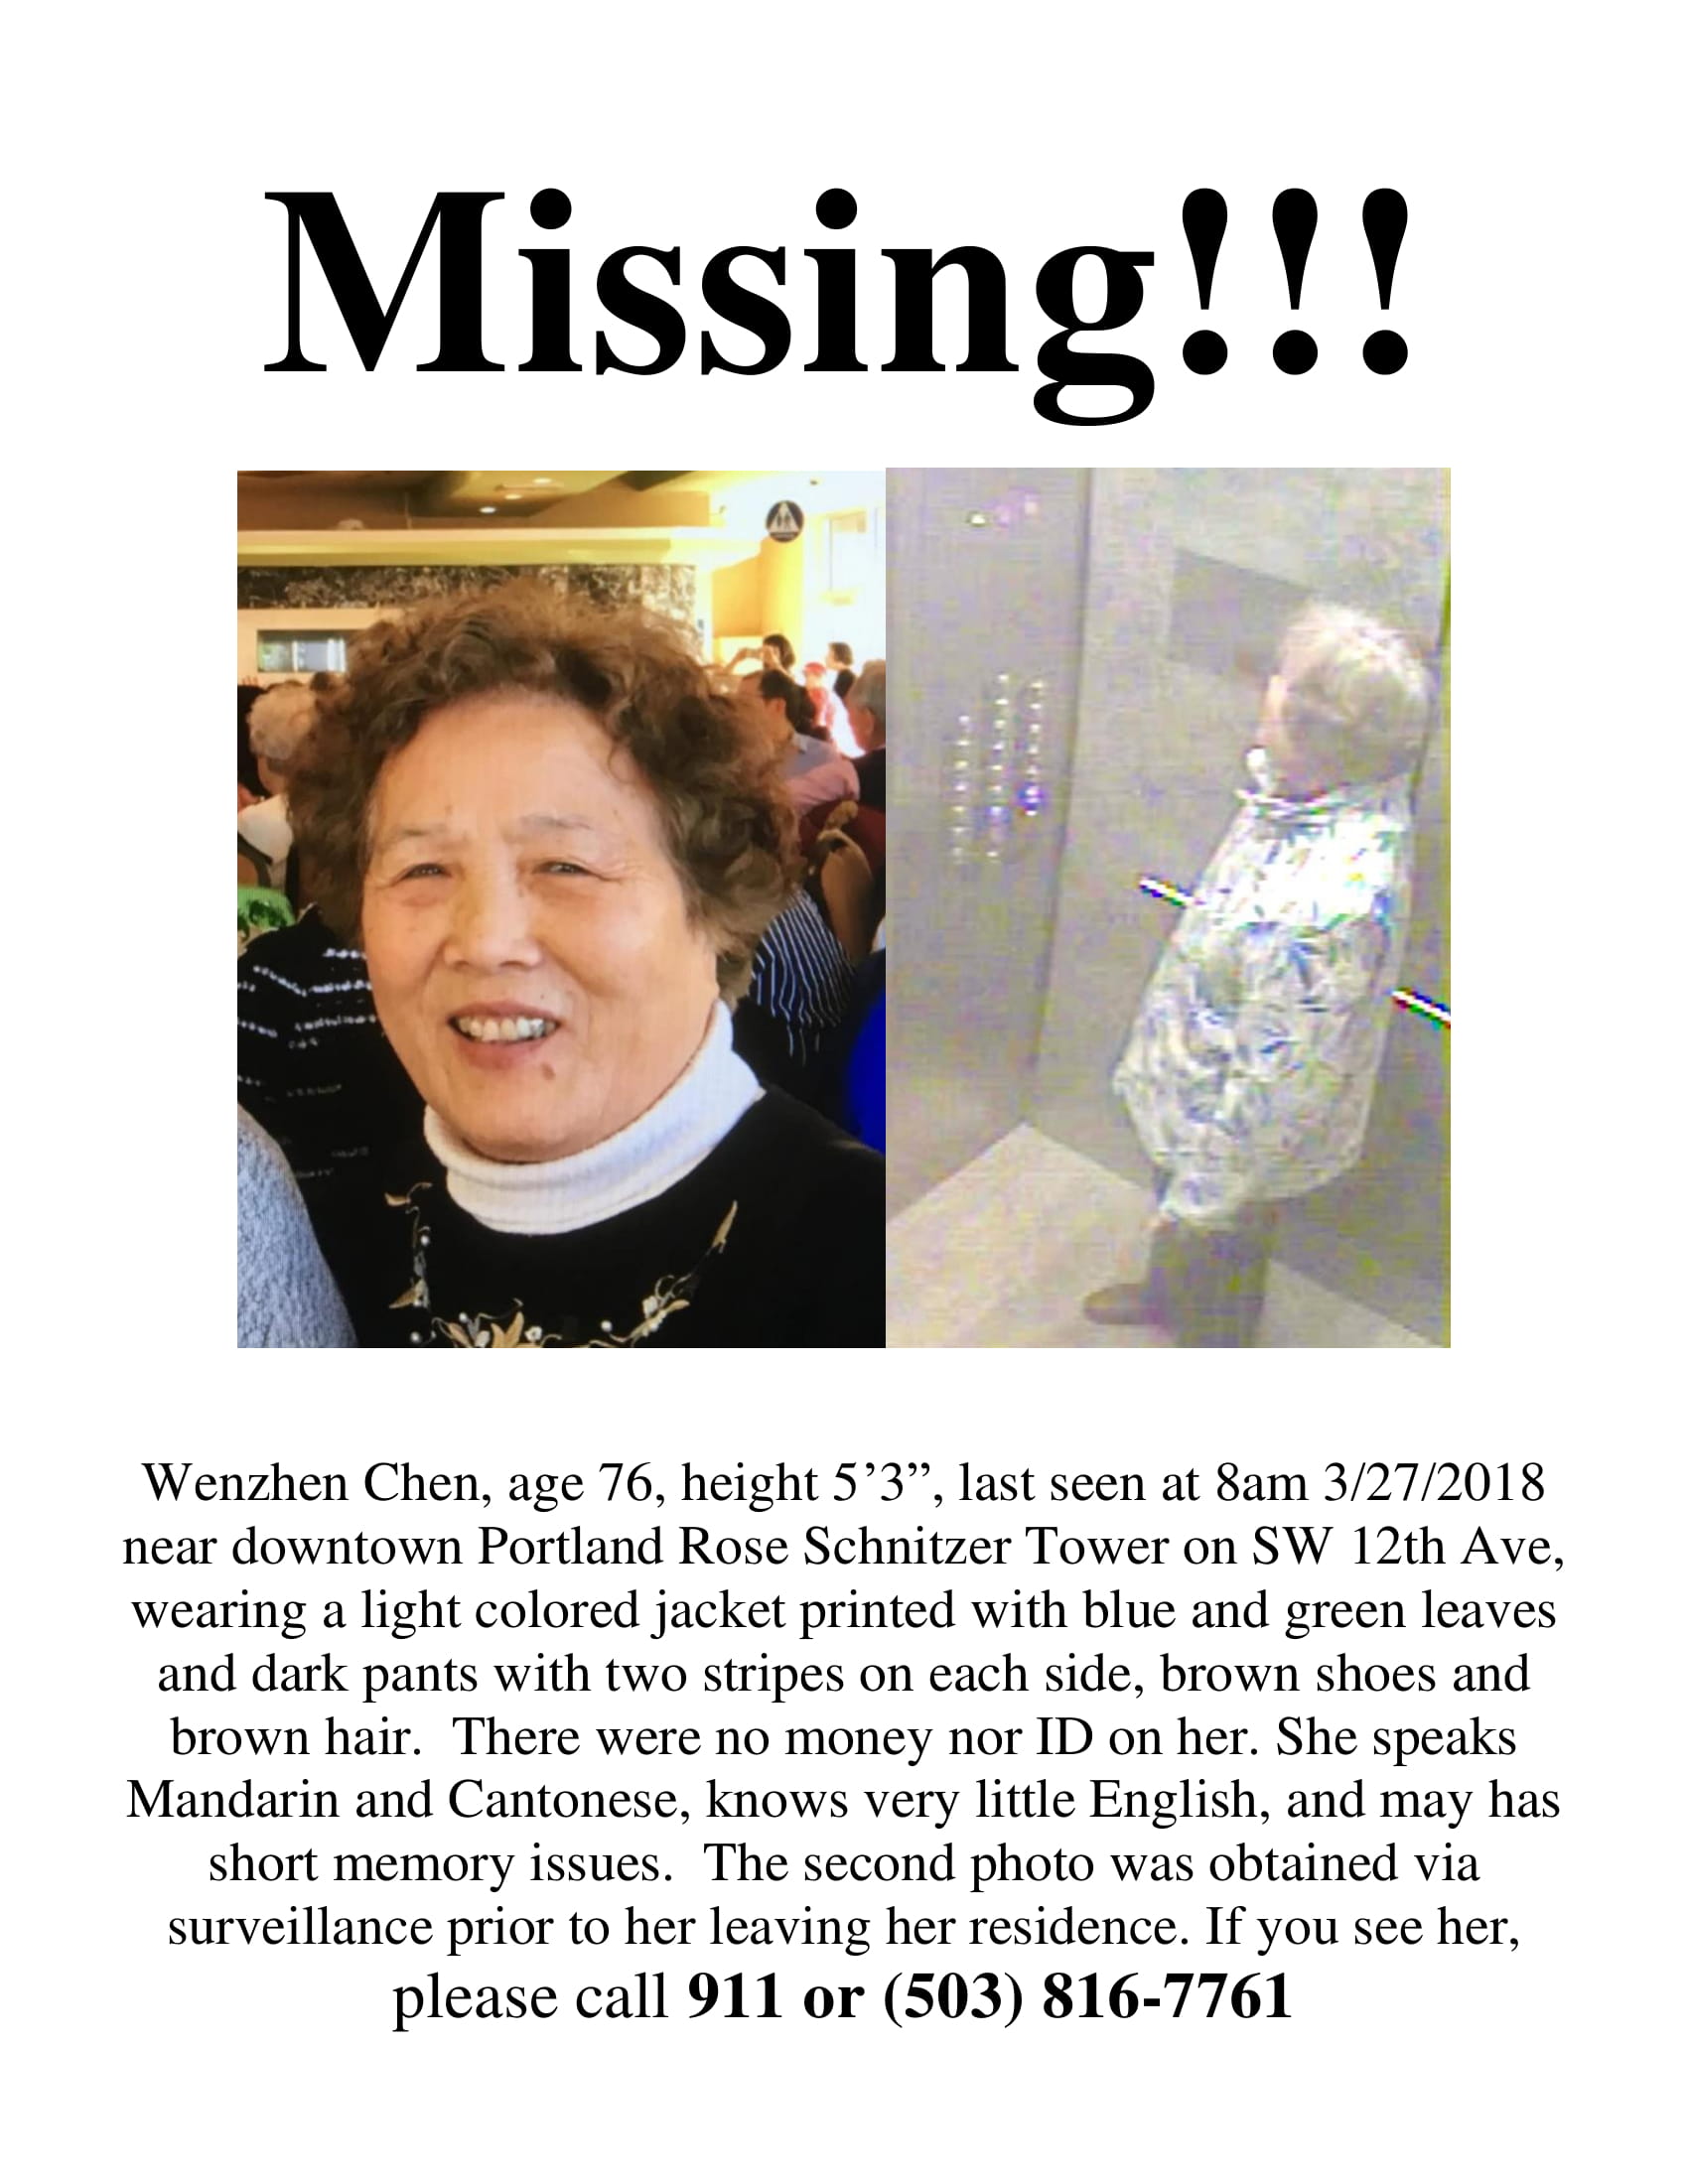 Missing!!!
Wenzhen Chen, age 76, height 5’3”, last seen at 8am 3/27/2018
near downtown Portland Rose Schnitzer Tower on SW 12th Ave,
wearing a light colored jacket printed with blue and green leaves
and dark pants with two stripes on each side, brown shoes and
brown hair.  There were no money nor ID on her. She speaks
Mandarin and Cantonese, knows very little English, and may has
short memory issues.  The second photo was obtained via
surveillance prior to her leaving her residence. If you see her,
please call 911 or (503) 816-7761